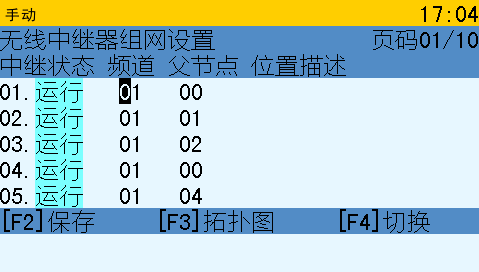 手动 17:04
无线中继器组网设置 页码01/10
中继状态 频道 父节点 位置描述
01. 运行 01 00
02. 运行 01 01
03. 运行 01 02
04. 运行 01 00
05. 运行 01 04
[F2]保存 [F3]拓扑图 [F4]切换